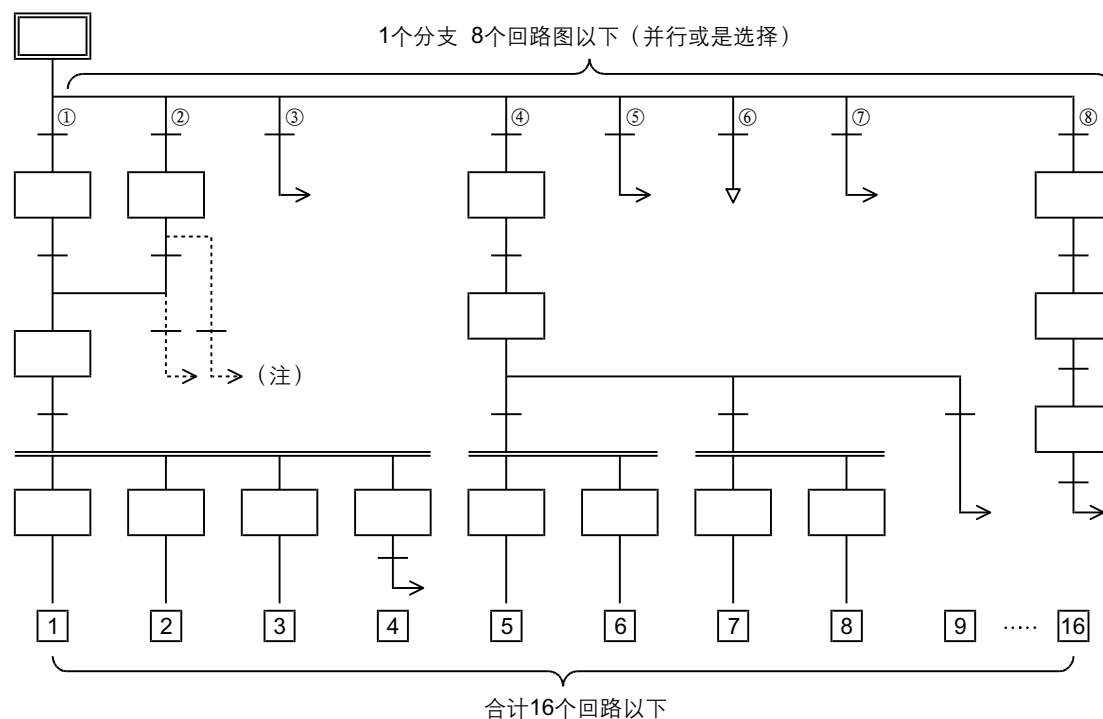 1个分支 8个回路图以下（并行或是选择）
① ② ③ ④ ⑤ ⑥ ⑦ ⑧
（注）
1 2 3 4 5 6 7 8 9 ····· 16
合计16个回路以下